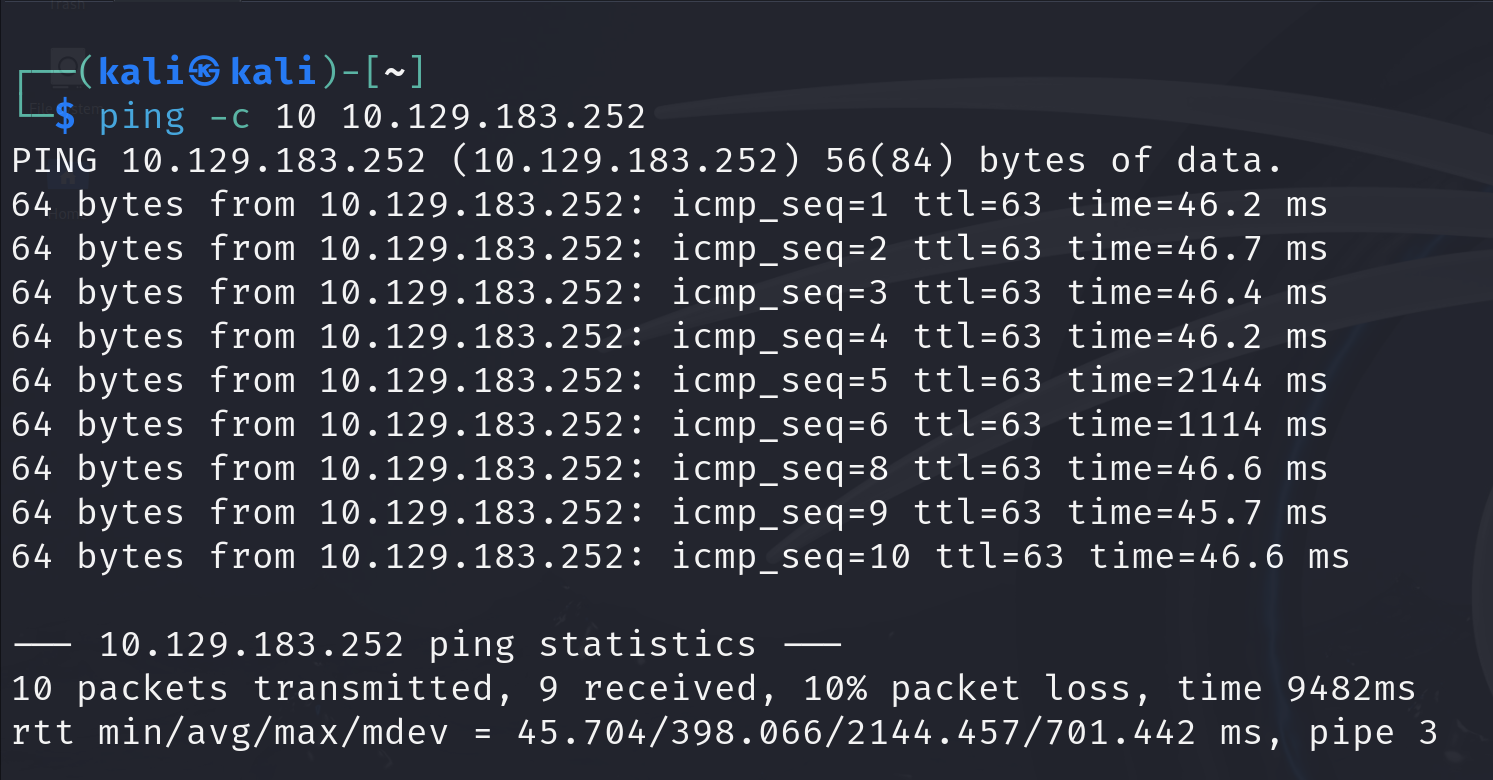 Trash
┌──(kali㉿kali)-[~]
└─$ ping -c 10 10.129.183.252
File System
PING 10.129.183.252 (10.129.183.252) 56(84) bytes of data.
64 bytes from 10.129.183.252: icmp_seq=1 ttl=63 time=46.2 ms
Home
64 bytes from 10.129.183.252: icmp_seq=2 ttl=63 time=46.7 ms
64 bytes from 10.129.183.252: icmp_seq=3 ttl=63 time=46.4 ms
64 bytes from 10.129.183.252: icmp_seq=4 ttl=63 time=46.2 ms
64 bytes from 10.129.183.252: icmp_seq=5 ttl=63 time=2144 ms
64 bytes from 10.129.183.252: icmp_seq=6 ttl=63 time=1114 ms
64 bytes from 10.129.183.252: icmp_seq=8 ttl=63 time=46.6 ms
64 bytes from 10.129.183.252: icmp_seq=9 ttl=63 time=45.7 ms
64 bytes from 10.129.183.252: icmp_seq=10 ttl=63 time=46.6 ms
--- 10.129.183.252 ping statistics ---
10 packets transmitted, 9 received, 10% packet loss, time 9482ms
rtt min/avg/max/mdev = 45.704/398.066/2144.457/701.442 ms, pipe 3